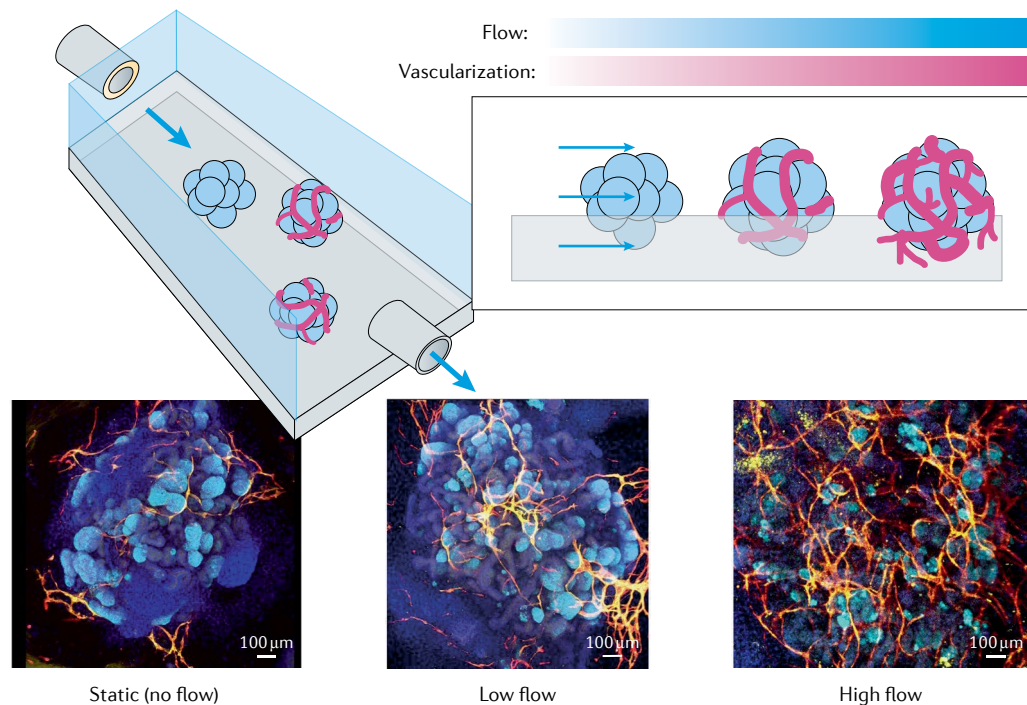 Flow:
Vascularization:
100 µm
100 µm
100 µm
Static (no flow)
Low flow
High flow